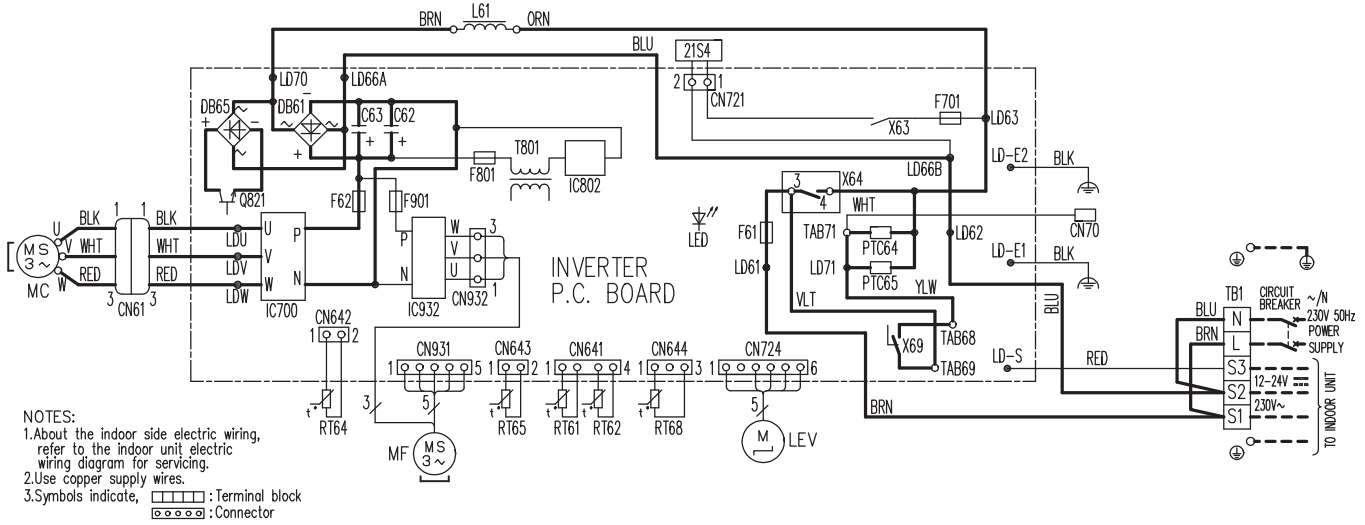 BRN L61 ORN
BLU
21S4
LD70 LD66A
2 1
CN721
DB65 DB61
~ - ~ ~ + - ~ +
C63 C62
+ +
F701
X63
LD63
T801
F801
IC802
LD66B
LD-E2 BLK
Q821
F62 F901
3 X64
4
WHT
CN70
LED
F61
TAB71
PTC64
LD62
LD61
LD71
PTC65
LD-E1 BLK
U BLK 1 1 BLK
LDU
U P
MS 3~
V WHT WHT
LDV
V
W RED RED
LDW
W N
MC
3 3
CN61
IC700
P W 3
V
N U 1
IC932
CN932
INVERTER
P.C. BOARD
VLT
YLW
BLU
X69
TAB68
TAB69
CN642
1 2
CN931
1 5
CN643
1 2
CN641
1 4
CN644
1 3
CN724
1 6
LD-S RED
BRN
t° RT64
3
5
t° RT65
t° RT61
t° RT62
t° RT68
5
MF
MS 3~
M
LEV
TB1
CIRCUIT
BREAKER
~/N
230V 50Hz
POWER
SUPPLY
BLU N
BRN L
S3
12-24V
S2
230V~
S1
TO INDOOR UNIT
NOTES:
1.About the indoor side electric wiring,
refer to the indoor unit electric
wiring diagram for servicing.
2.Use copper supply wires.
3.Symbols indicate, : Terminal block
: Connector